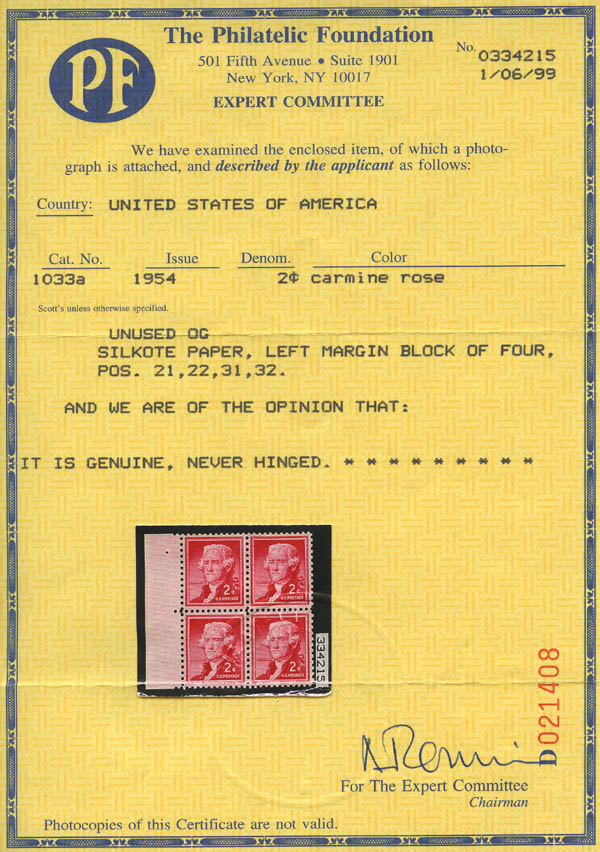 The Philatelic Foundation
501 Fifth Avenue • Suite 1901
New York, NY 10017
EXPERT COMMITTEE
PF
No. 0334215
1/06/99
We have examined the enclosed item, of which a photo-
graph is attached, and described by the applicant as follows:
Country: UNITED STATES OF AMERICA
Cat. No. Issue Denom. Color
1033a 1954 2¢ carmine rose
Scott's unless otherwise specified.
UNUSED OG
SILKOTE PAPER, LEFT MARGIN BLOCK OF FOUR,
POS. 21,22,31,32.
AND WE ARE OF THE OPINION THAT:
IT IS GENUINE, NEVER HINGED. * * * * * * * * *
2¢
U.S.POSTAGE
2¢
U.S.POSTAGE
2¢
U.S.POSTAGE
2¢
U.S.POSTAGE
334215
D021408
For The Expert Committee
Chairman
Photocopies of this Certificate are not valid.